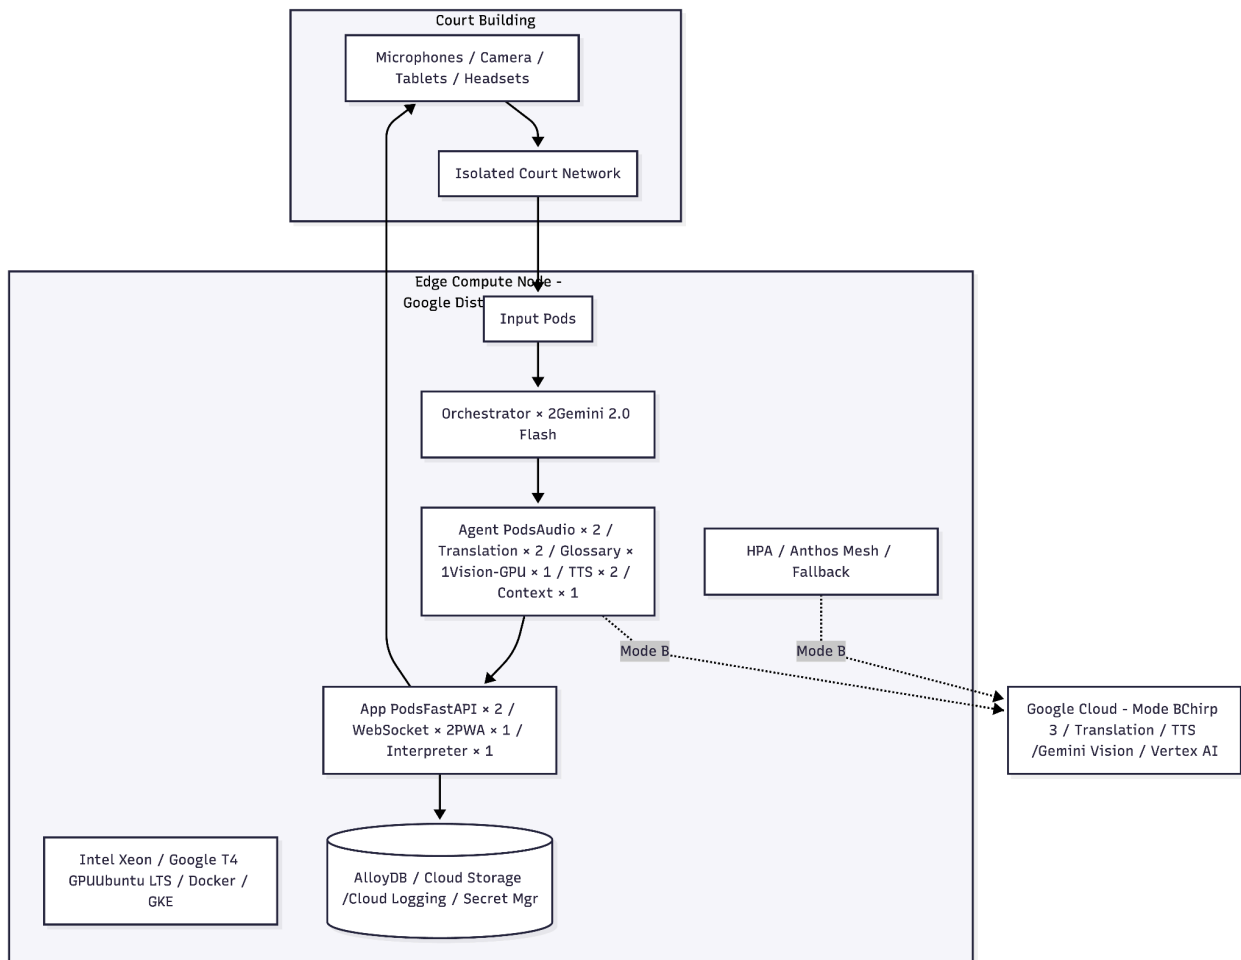 Court Building
Microphones / Camera /
Tablets / Headsets
Isolated Court Network
Edge Compute Node -
Google Dist
Input Pods
Orchestrator × 2Gemini 2.0
Flash
Agent PodsAudio × 2 /
Translation × 2 / Glossary ×
1Vision-GPU × 1 / TTS × 2 /
Context × 1
HPA / Anthos Mesh /
Fallback
Mode B
Mode B
App PodsFastAPI × 2 /
WebSocket × 2PWA × 1 /
Interpreter × 1
Google Cloud - Mode BChirp
3 / Translation / TTS
/Gemini Vision / Vertex AI
Intel Xeon / Google T4
GPUUbuntu LTS / Docker /
GKE
AlloyDB / Cloud Storage
/Cloud Logging / Secret Mgr